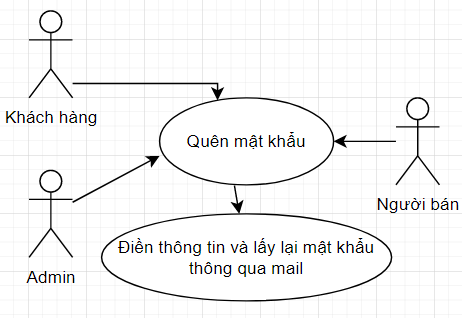 Khách hàng
Quên mật khẩu
Người bán
Điền thông tin và lấy lại mật khẩu
thông qua mail
Admin